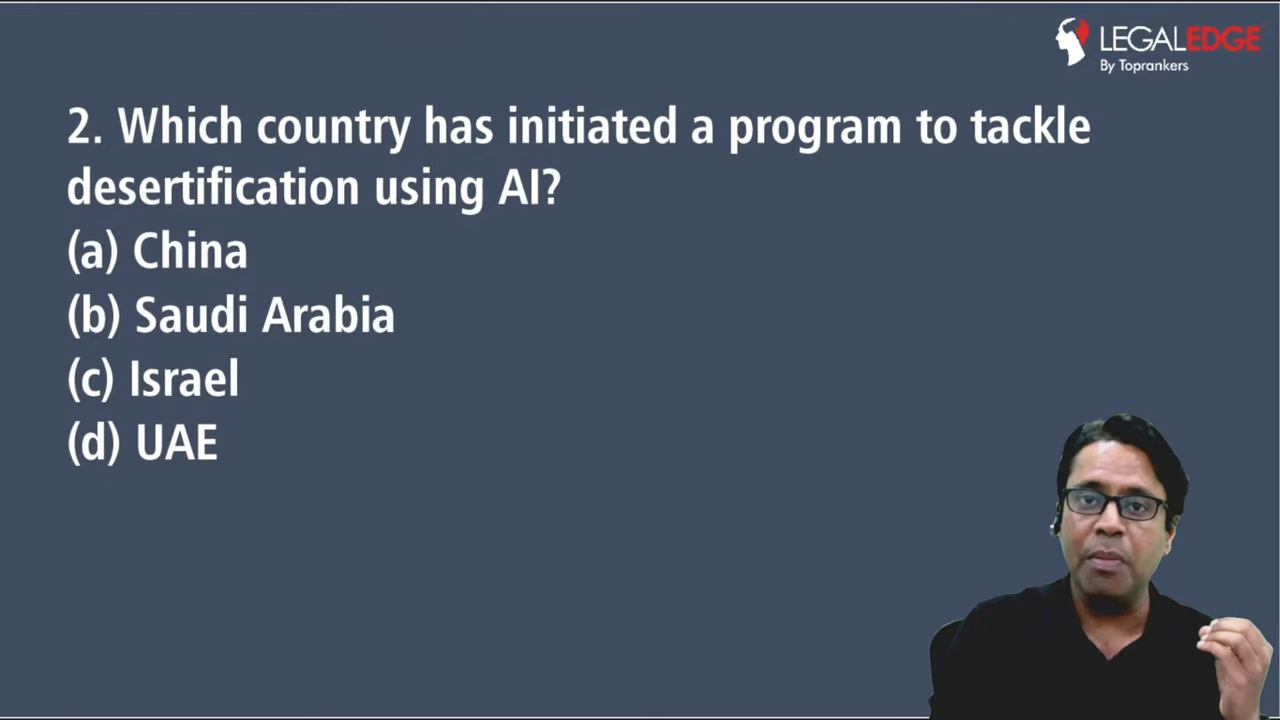 LEGALEDGE
By Toprankers
2. Which country has initiated a program to tackle
desertification using AI?
(a) China
(b) Saudi Arabia
(c) Israel
(d) UAE